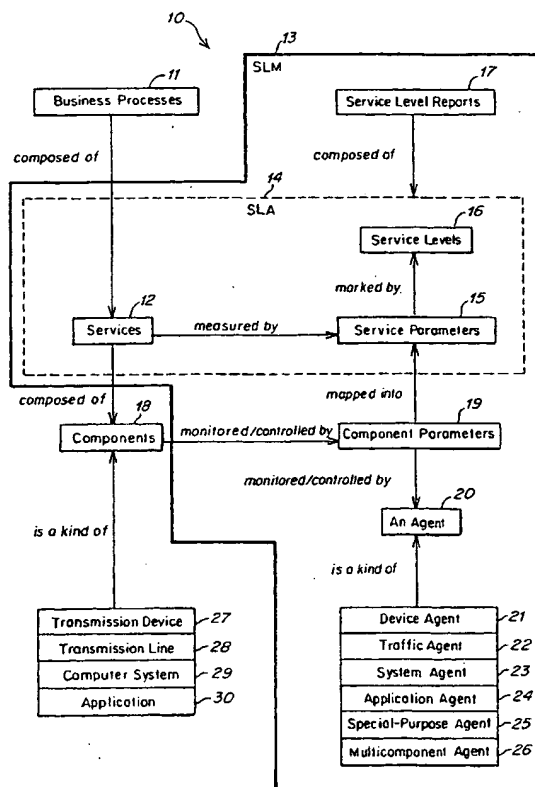 10
13
SLM
11
Business Processes
17
Service Level Reports
composed of
composed of
14
SLA
16
Service Levels
marked by
12
Services
measured by
15
Service Parameters
composed of
mapped into
18
Components
monitored/controlled by
19
Component Parameters
monitored/controlled by
20
An Agent
is a kind of
is a kind of
Transmission Device 27
Transmission Line 28
Computer System 29
Application 30
Device Agent 21
Traffic Agent 22
System Agent 23
Application Agent 24
Special-Purpose Agent 25
Multicomponent Agent 26